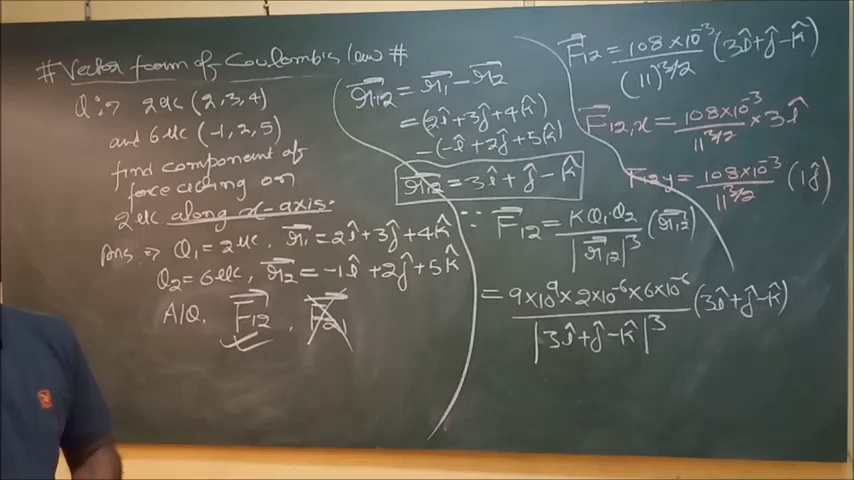 # Vector form of Coulomb's law #
Q:⇒ 2μc (2, 3, 4)
and 6μc (-1, 2, 5)
find component of
force acting on
2μc along x-axis.
Ans ⇒ Q₁ = 2μc, r⃗₁ = 2î + 3ĵ + 4k̂
Q₂ = 6μc, r⃗₂ = -1î + 2ĵ + 5k̂
A/Q, F⃗₁₂, F⃗₂₁
r⃗₁₂ = r⃗₁ - r⃗₂
= (2î + 3ĵ + 4k̂)
- (-î + 2ĵ + 5k̂)
r⃗₁₂ = 3î + ĵ - k̂
∵ F⃗₁₂ = KQ₁Q₂ / |r⃗₁₂|³ (r⃗₁₂)
= 9×10⁹×2×10⁻⁶×6×10⁻⁶ / |3î + ĵ - k̂|³ (3î + ĵ - k̂)
F⃗₁₂ = 108×10⁻³ / (11)^3/2 (3î + ĵ - k̂)
F⃗₁₂,x = 108×10⁻³ / 11^3/2 × 3î
F⃗₁₂y = 108×10⁻³ / 11^3/2 (1ĵ)